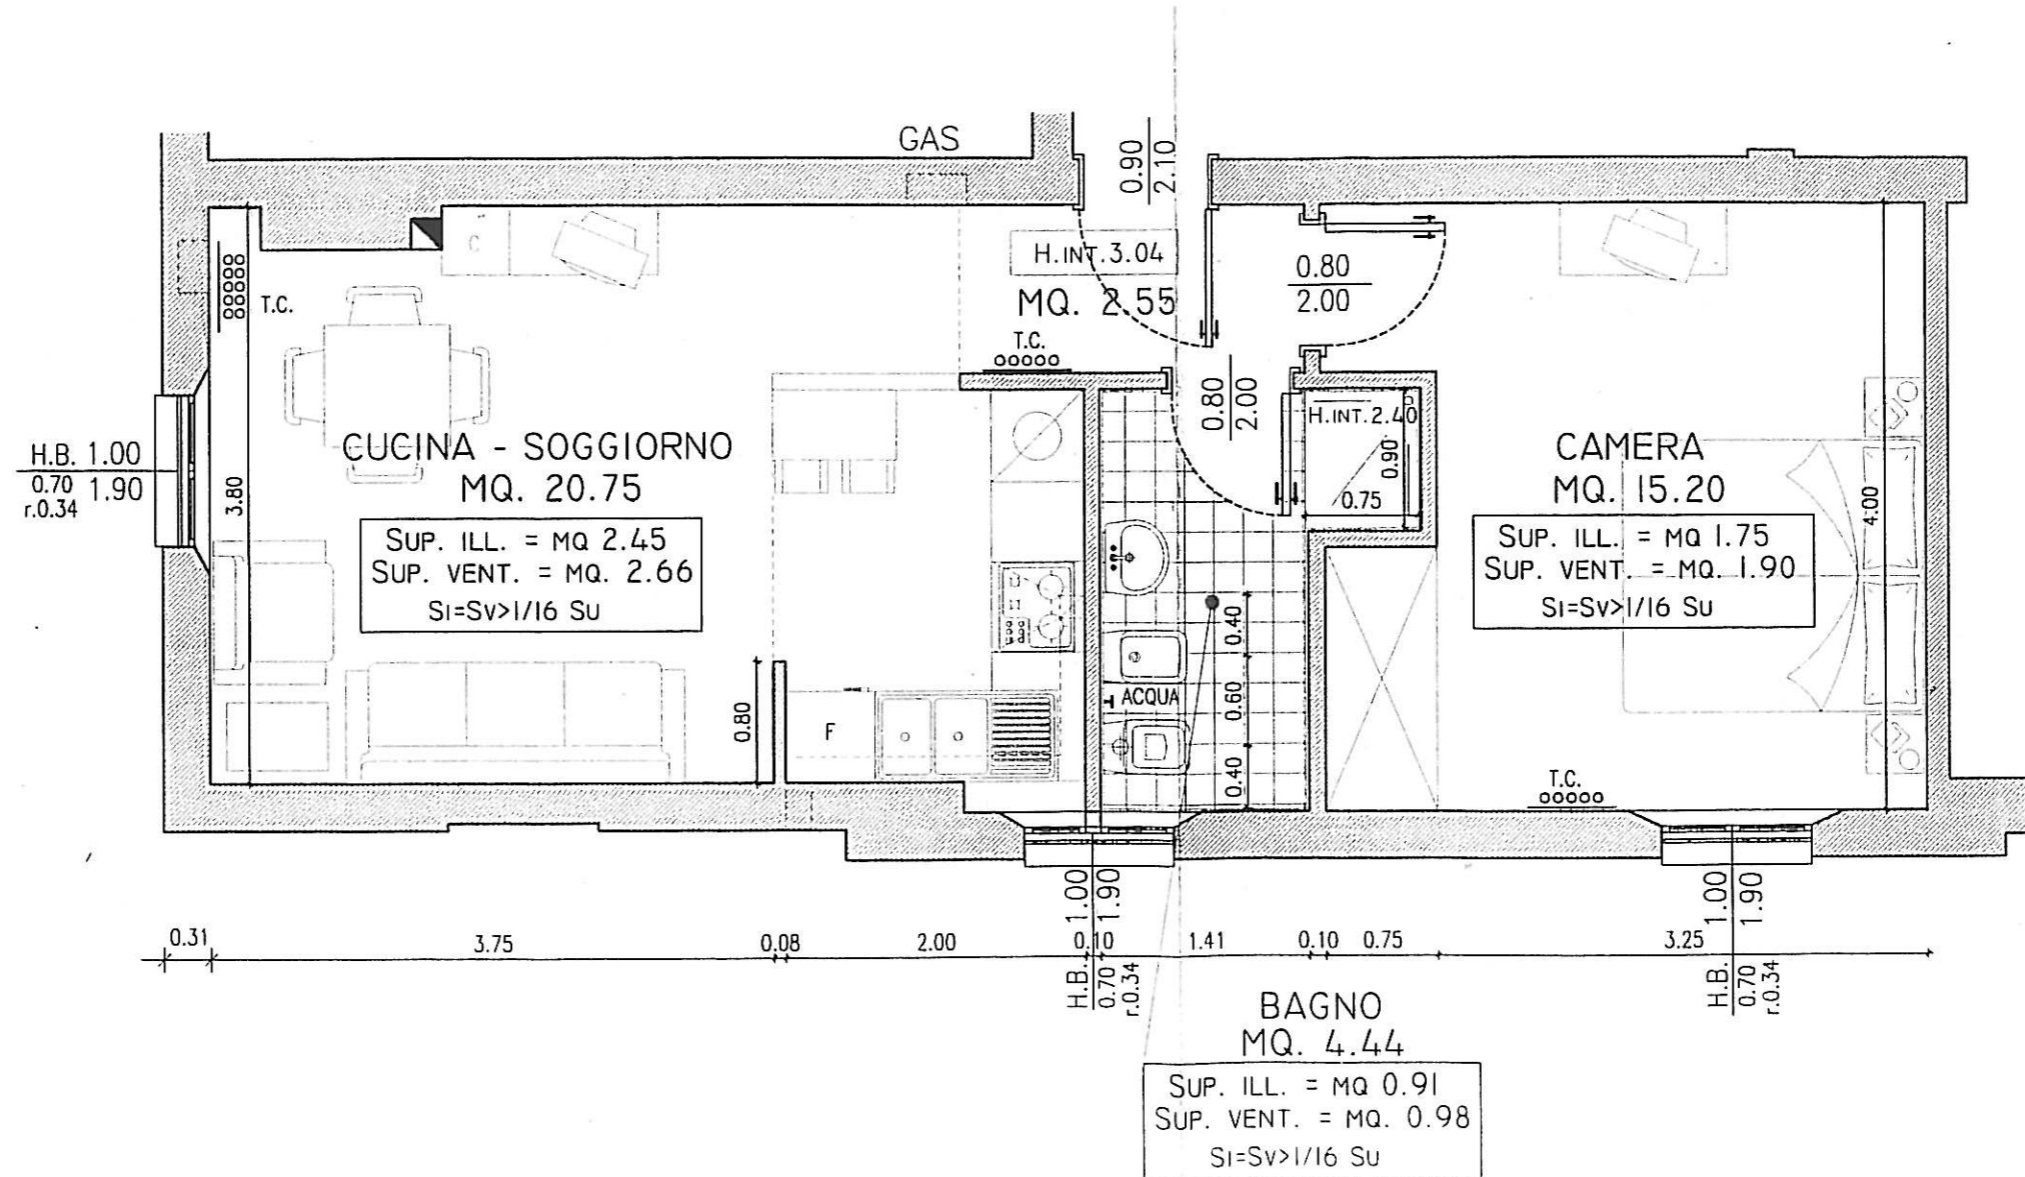 GAS
0.90
2.10
C
H.INT.3.04
MQ. 2.55
T.C.
T.C.
0.80
2.00
0.80
2.00
H.INT.2.40
0.90
0.75
H.B. 1.00
0.70 1.90
r.0.34
3.80
CUCINA - SOGGIORNO
MQ. 20.75
SUP. ILL. = MQ 2.45
SUP. VENT. = MQ. 2.66
SI=SV>1/16 SU
CAMERA
MQ. 15.20
SUP. ILL. = MQ 1.75
SUP. VENT. = MQ. 1.90
SI=SV>1/16 SU
4.00
0.80
F
ACQUA
0.40
0.60
0.40
T.C.
0.31
3.75
0.08
2.00
0.10
1.41
0.10
0.75
3.25
H.B. 1.00
0.70 1.90
r.0.34
H.B. 1.00
0.70 1.90
r.0.34
BAGNO
MQ. 4.44
SUP. ILL. = MQ 0.91
SUP. VENT. = MQ. 0.98
SI=SV>1/16 SU